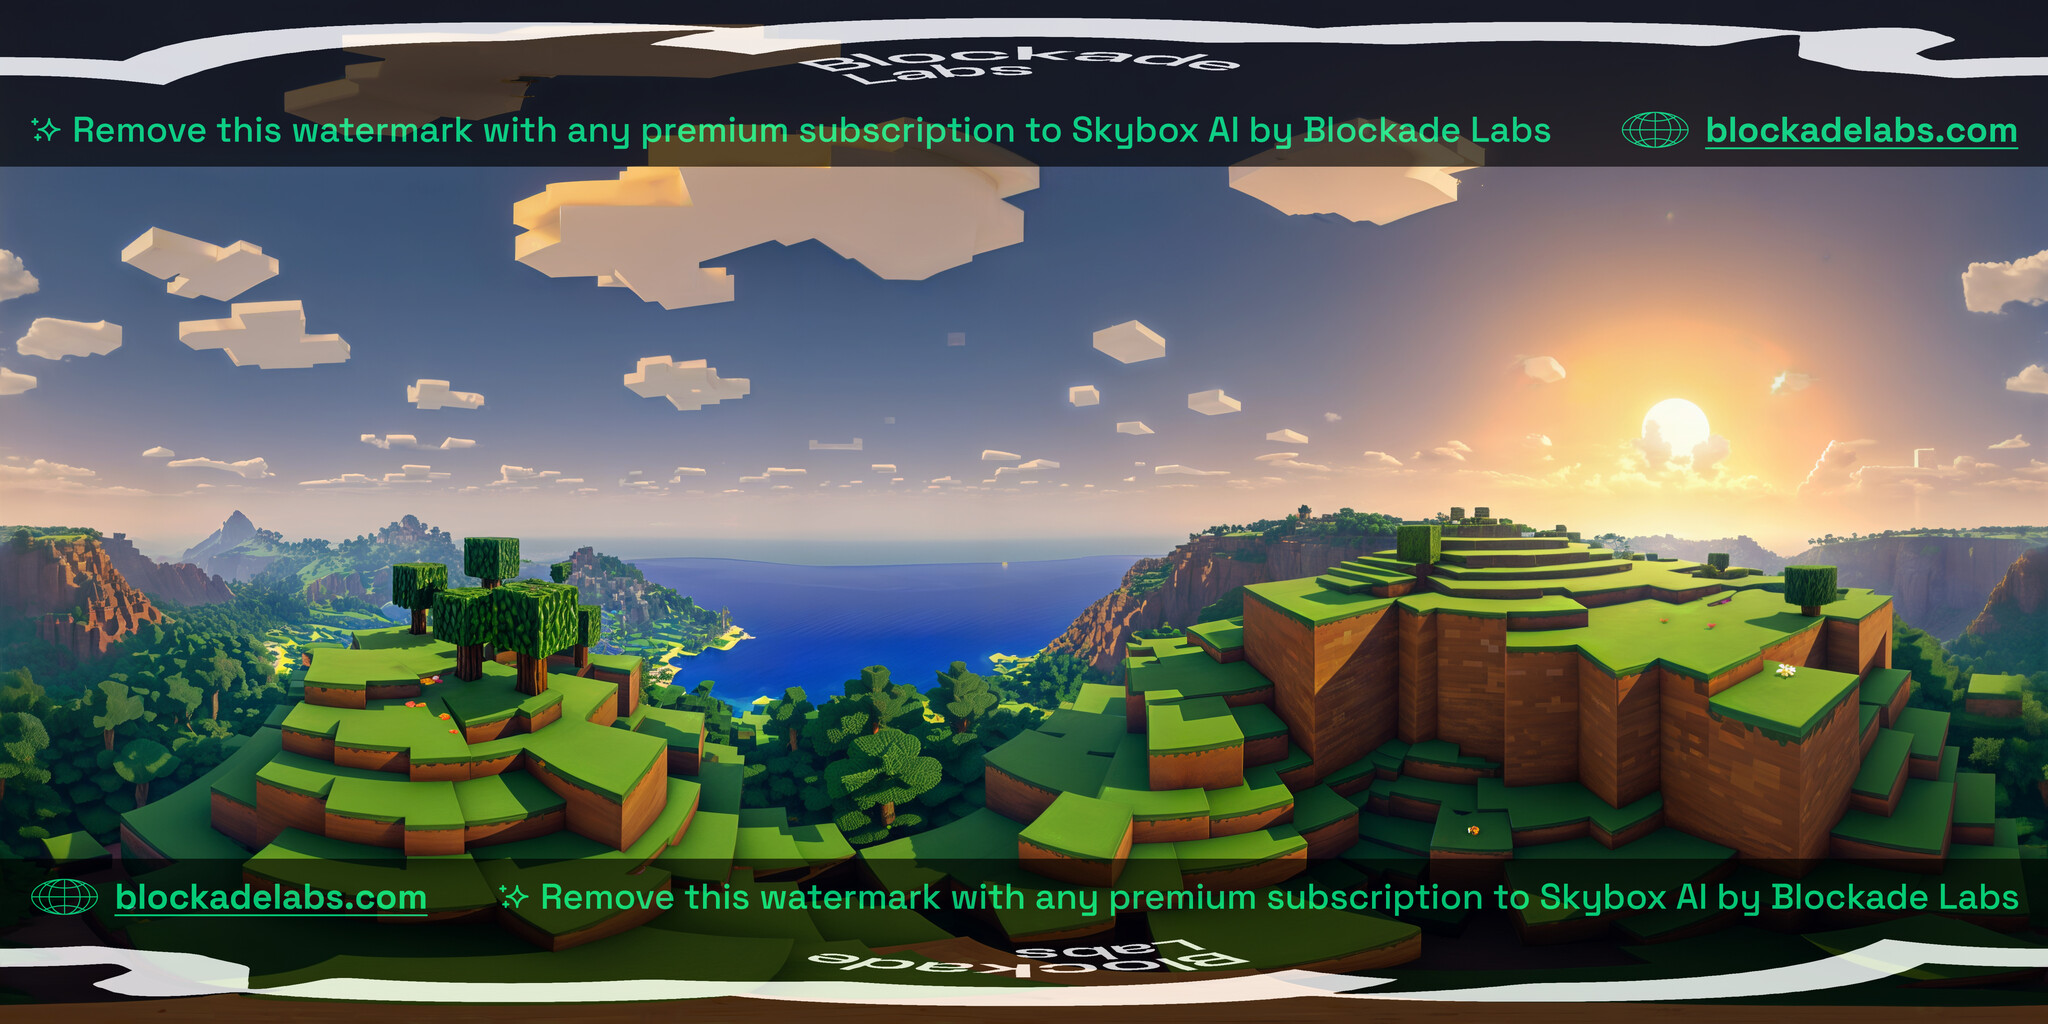 Blockade
Labs
Remove this watermark with any premium subscription to Skybox AI by Blockade Labs
blockadelabs.com
blockadelabs.com
Remove this watermark with any premium subscription to Skybox AI by Blockade Labs
Labs
Blockade